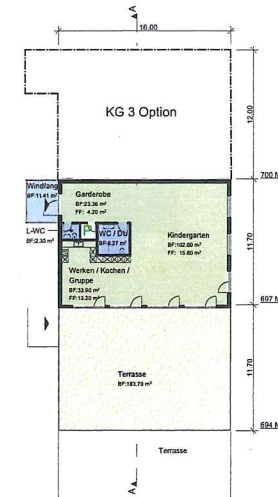 A
16.00
KG 3 Option
12.00
700 M
Windfang
BF:11.41 m²
Garderobe
BF:23.36 m²
FF: 4.20 m²
L-WC
BF:2.35 m²
WC / DU
BF:9.27 m²
Kindergarten
BF:102.60 m²
FF: 15.60 m²
11.70
Werken / Kochen /
Gruppe
BF:33.90 m²
FF:13.20 m²
697 M
Terrasse
BF:183.79 m²
11.70
694 M
Terrasse
A